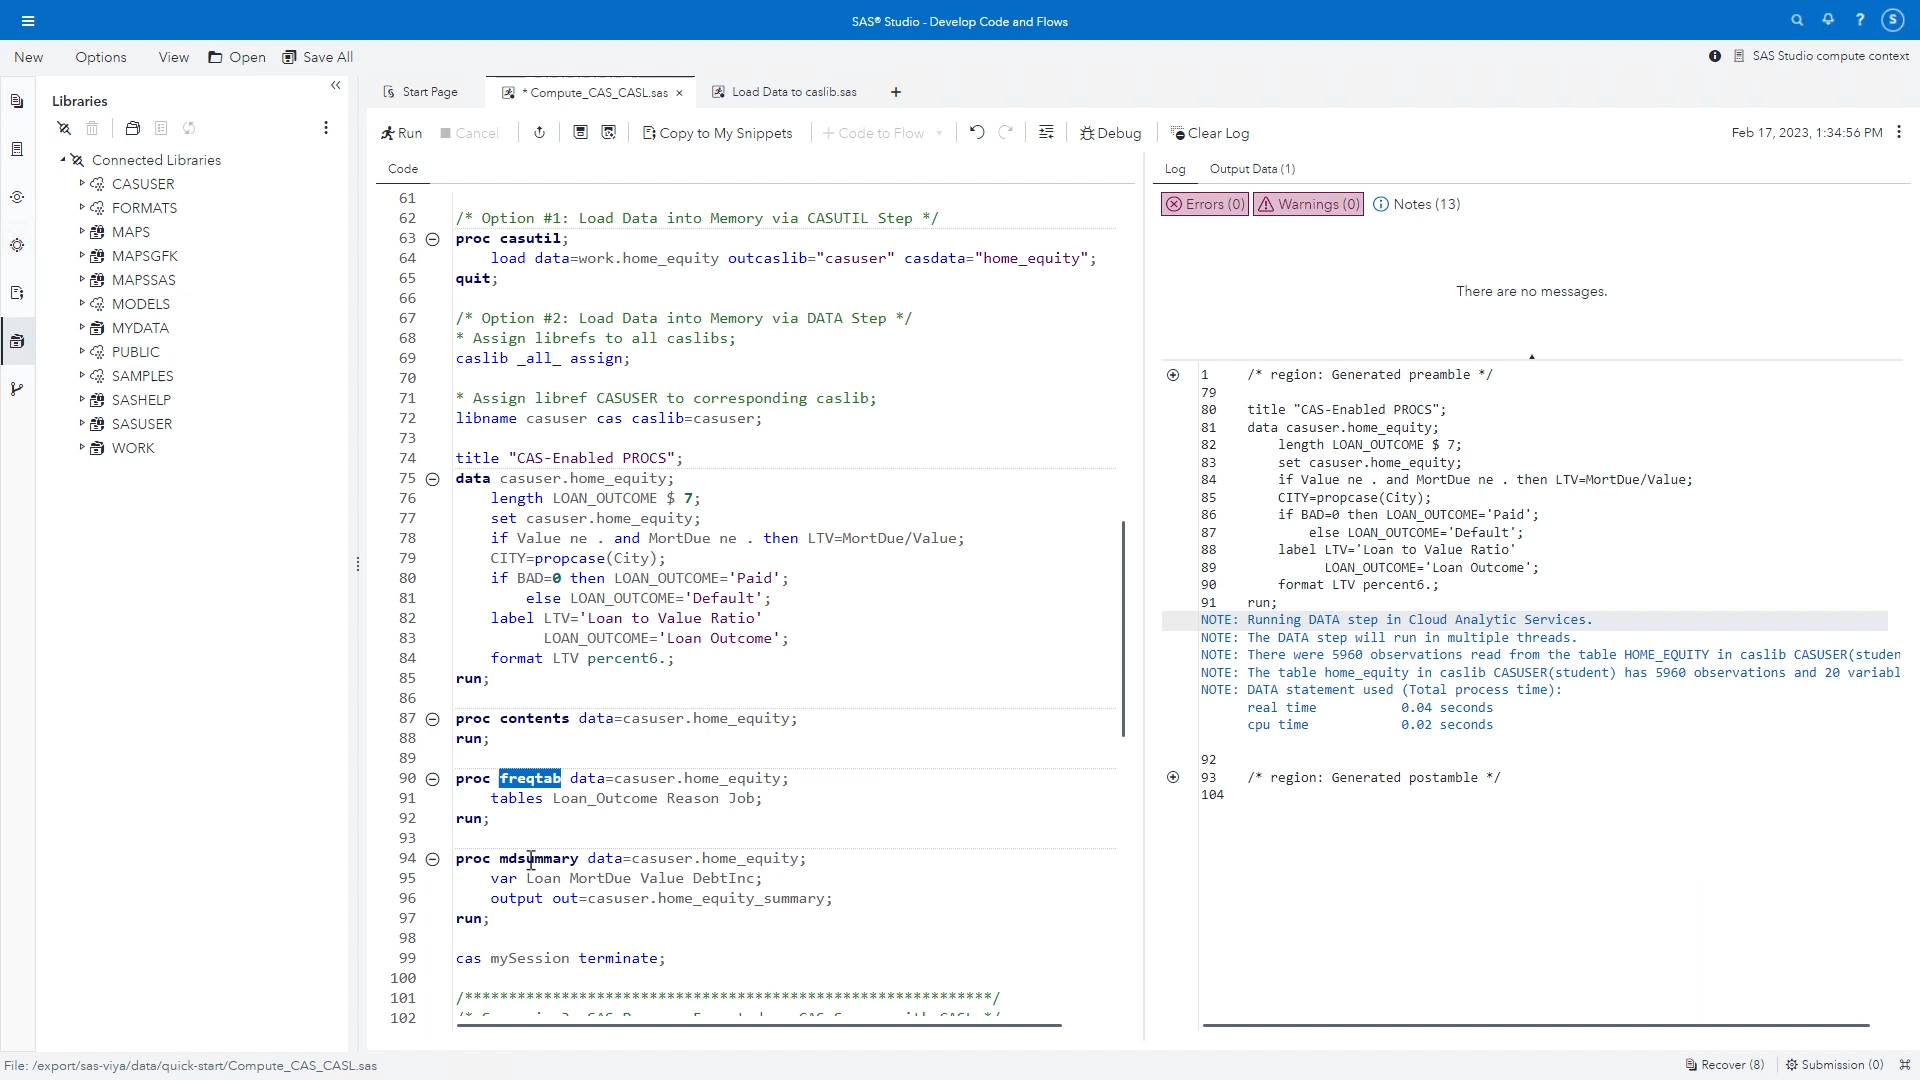 SAS® Studio - Develop Code and Flows
?
S
New Options View Open Save All
SAS Studio compute context
Libraries
Connected Libraries
CASUSER
FORMATS
MAPS
MAPSGFK
MAPSSAS
MODELS
MYDATA
PUBLIC
SAMPLES
SASHELP
SASUSER
WORK
Start Page
* Compute_CAS_CASL.sas ×
Load Data to caslib.sas
+
Run Cancel Copy to My Snippets + Code to Flow Debug Clear Log
Feb 17, 2023, 1:34:56 PM
Code
61
62 /* Option #1: Load Data into Memory via CASUTIL Step */
63 proc casutil;
64 load data=work.home_equity outcaslib="casuser" casdata="home_equity";
65 quit;
66
67 /* Option #2: Load Data into Memory via DATA Step */
68 * Assign librefs to all caslibs;
69 caslib _all_ assign;
70
71 * Assign libref CASUSER to corresponding caslib;
72 libname casuser cas caslib=casuser;
73
74 title "CAS-Enabled PROCS";
75 data casuser.home_equity;
76 length LOAN_OUTCOME $ 7;
77 set casuser.home_equity;
78 if Value ne . and MortDue ne . then LTV=MortDue/Value;
79 CITY=propcase(City);
80 if BAD=0 then LOAN_OUTCOME='Paid';
81 else LOAN_OUTCOME='Default';
82 label LTV='Loan to Value Ratio'
83 LOAN_OUTCOME='Loan Outcome';
84 format LTV percent6.;
85 run;
86
87 proc contents data=casuser.home_equity;
88 run;
89
90 proc freqtab data=casuser.home_equity;
91 tables Loan_Outcome Reason Job;
92 run;
93
94 proc mdsummary data=casuser.home_equity;
95 var Loan MortDue Value DebtInc;
96 output out=casuser.home_equity_summary;
97 run;
98
99 cas mySession terminate;
100
101 /************************************************************/
102
Log Output Data (1)
Errors (0) Warnings (0) Notes (13)
There are no messages.
1 /* region: Generated preamble */
79
80 title "CAS-Enabled PROCS";
81 data casuser.home_equity;
82 length LOAN_OUTCOME $ 7;
83 set casuser.home_equity;
84 if Value ne . and MortDue ne . then LTV=MortDue/Value;
85 CITY=propcase(City);
86 if BAD=0 then LOAN_OUTCOME='Paid';
87 else LOAN_OUTCOME='Default';
88 label LTV='Loan to Value Ratio'
89 LOAN_OUTCOME='Loan Outcome';
90 format LTV percent6.;
91 run;
NOTE: Running DATA step in Cloud Analytic Services.
NOTE: The DATA step will run in multiple threads.
NOTE: There were 5960 observations read from the table HOME_EQUITY in caslib CASUSER(studen
NOTE: The table home_equity in caslib CASUSER(student) has 5960 observations and 20 variabl
NOTE: DATA statement used (Total process time):
real time 0.04 seconds
cpu time 0.02 seconds
92
93 /* region: Generated postamble */
104
File: /export/sas-viya/data/quick-start/Compute_CAS_CASL.sas
Recover (8) Submission (0)